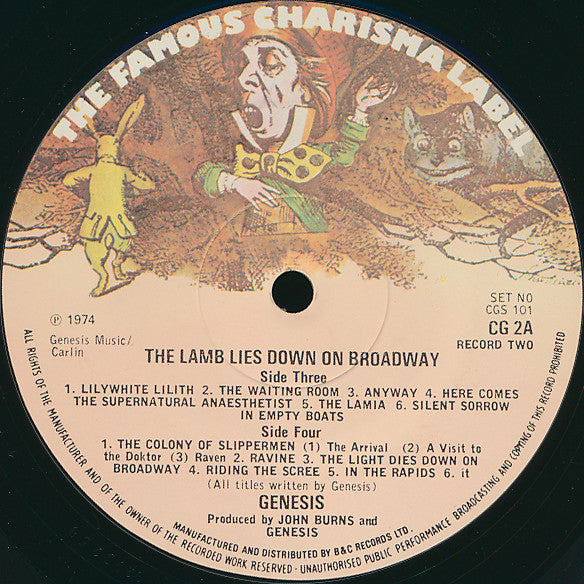 THE FAMOUS CHARISMA LABEL
℗ 1974
Genesis Music/
Carlin
SET NO
CGS 101
CG 2A
RECORD TWO
THE LAMB LIES DOWN ON BROADWAY
Side Three
1. LILYWHITE LILITH 2. THE WAITING ROOM 3. ANYWAY 4. HERE COMES
THE SUPERNATURAL ANAESTHETIST 5. THE LAMIA 6. SILENT SORROW
IN EMPTY BOATS
Side Four
1. THE COLONY OF SLIPPERMEN (1) The Arrival (2) A Visit to
the Doktor (3) Raven 2. RAVINE 3. THE LIGHT DIES DOWN ON
BROADWAY 4. RIDING THE SCREE 5. IN THE RAPIDS 6. it
(All titles written by Genesis)
GENESIS
Produced by JOHN BURNS and
GENESIS
MANUFACTURED AND DISTRIBUTED BY B&C RECORDS LTD.
ALL RIGHTS OF THE MANUFACTURER AND OF THE OWNER OF THE RECORDED WORK RESERVED - UNAUTHORISED PUBLIC PERFORMANCE BROADCASTING AND COPYING OF THIS RECORD PROHIBITED